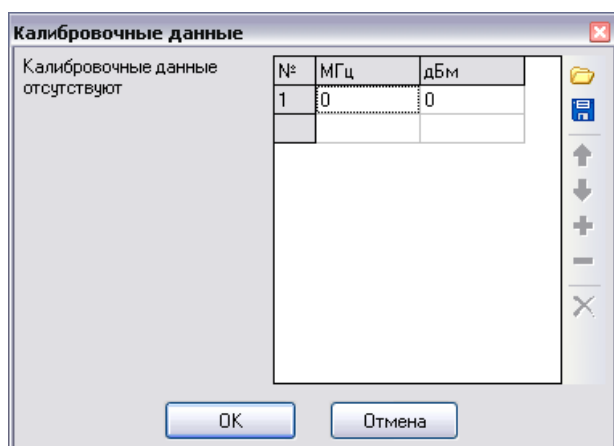 Калибровочные данные
Калибровочные данные
отсутствуют
№ МГц дБм
1 0 0
OK Отмена